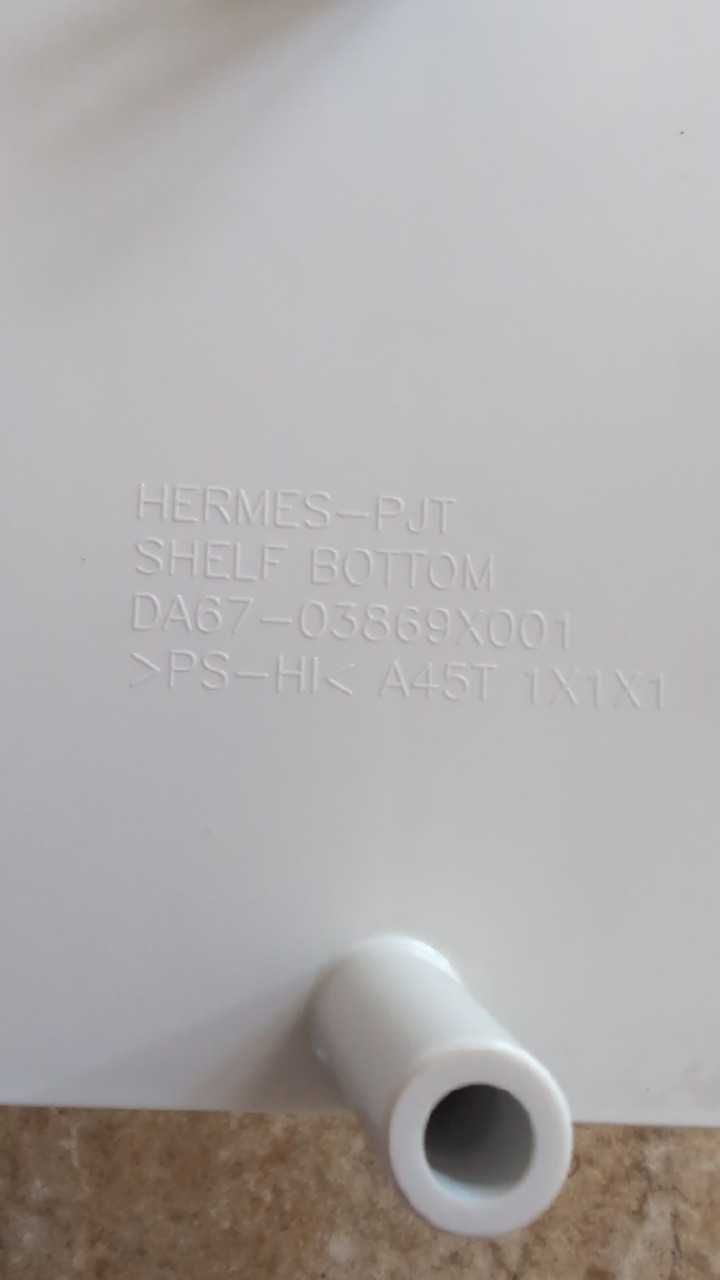 HERMES-PJT
SHELF BOTTOM
DA67-03869X001
>PS-HI< A45T 1X1X1